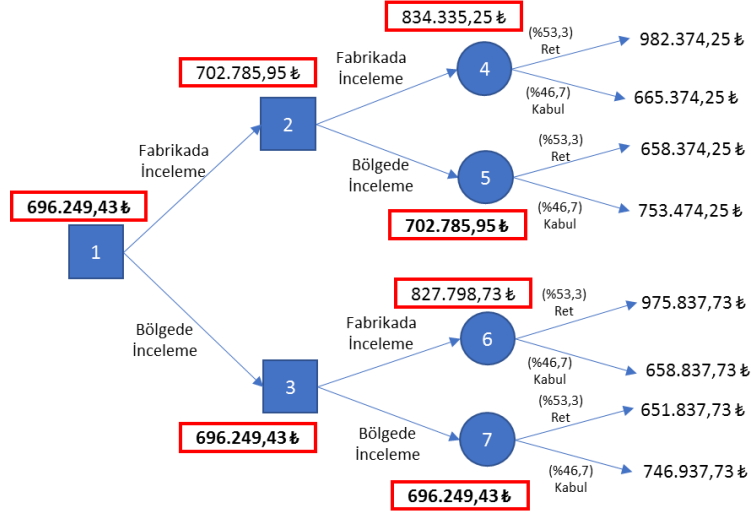 834.335,25 ₺
(%53,3)
Ret
982.374,25 ₺
702.785,95 ₺
Fabrikada
İnceleme
4
(%46,7)
Kabul
665.374,25 ₺
2
Fabrikada
İnceleme
Bölgede
İnceleme
(%53,3)
Ret
658.374,25 ₺
5
(%46,7)
Kabul
753.474,25 ₺
696.249,43 ₺
702.785,95 ₺
1
827.798,73 ₺
(%53,3)
Ret
975.837,73 ₺
Bölgede
İnceleme
Fabrikada
İnceleme
6
(%46,7)
Kabul
658.837,73 ₺
3
(%53,3)
Ret
651.837,73 ₺
696.249,43 ₺
Bölgede
İnceleme
7
(%46,7)
Kabul
746.937,73 ₺
696.249,43 ₺